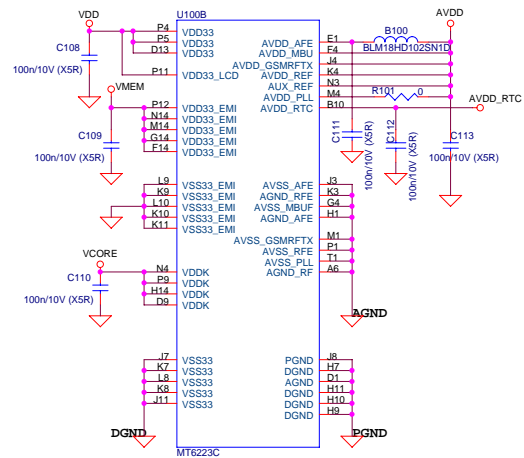 VDD
U100B
AVDD
P4 VDD33
P5 VDD33
D13 VDD33
C108
100n/10V (X5R)
P11 VDD33_LCD
VMEM
P12 VDD33_EMI
N14 VDD33_EMI
M14 VDD33_EMI
G14 VDD33_EMI
F14 VDD33_EMI
C109
100n/10V (X5R)
L9 VSS33_EMI
K9 VSS33_EMI
L10 VSS33_EMI
K10 VSS33_EMI
K11 VSS33_EMI
VCORE
N4 VDDK
P9 VDDK
H14 VDDK
D9 VDDK
C110
100n/10V (X5R)
J7 VSS33
K7 VSS33
L8 VSS33
K8 VSS33
J11 VSS33
DGND
AVDD_AFE E1
B100
BLM18HD102SN1D
AVDD_MBU F4
AVDD_GSMRFTX J4
AVDD_REF K4
AUX_REF N3
AVDD_PLL M4
R101 0
AVDD_RTC B10
AVDD_RTC
C111
100n/10V (X5R)
C112
100n/10V (X5R)
C113
100n/10V (X5R)
AVSS_AFE J3
AGND_RFE K3
AVSS_MBUF G4
AGND_AFE H1
AVSS_GSMRFTX M1
AVSS_RFE P1
AVSS_PLL T1
AGND_RF A6
AGND
PGND J8
DGND H7
AGND D1
DGND H11
DGND H10
DGND H9
PGND
MT6223C